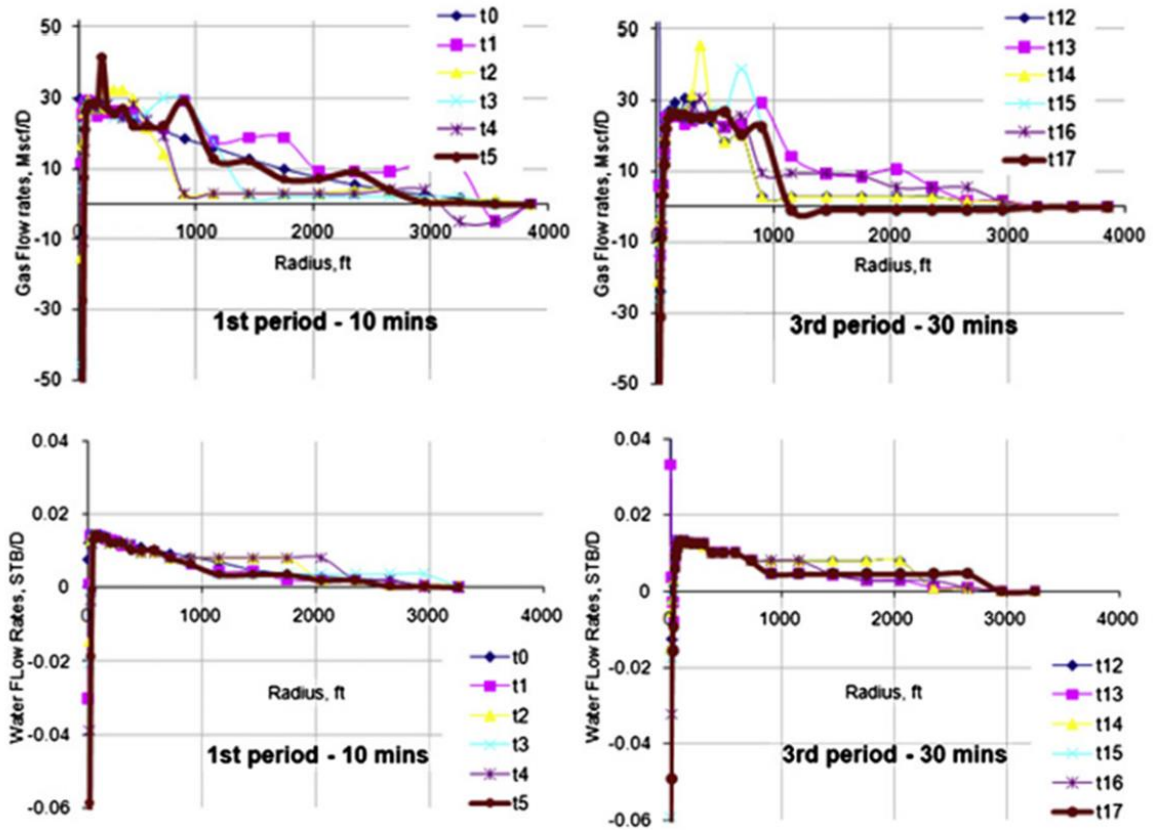 50
30
10
-10
-30
-50
Gas Flow rates, Mscf/D
1000
2000
3000
4000
Radius, ft
1st period - 10 mins
t0
t1
t2
t3
t4
t5
50
30
10
-10
-30
-50
Gas Flow rates, Mscf/D
1000
2000
3000
4000
Radius, ft
3rd period - 30 mins
t12
t13
t14
t15
t16
t17
0.04
0.02
0
-0.02
-0.04
-0.06
Water FLow Rates, STB/D
1000
2000
3000
4000
Radius, ft
1st period - 10 mins
t0
t1
t2
t3
t4
t5
0.04
0.02
0
-0.02
-0.04
-0.06
Water FLow Rates, STB/D
1000
2000
3000
4000
Radius, ft
3rd period - 30 mins
t12
t13
t14
t15
t16
t17